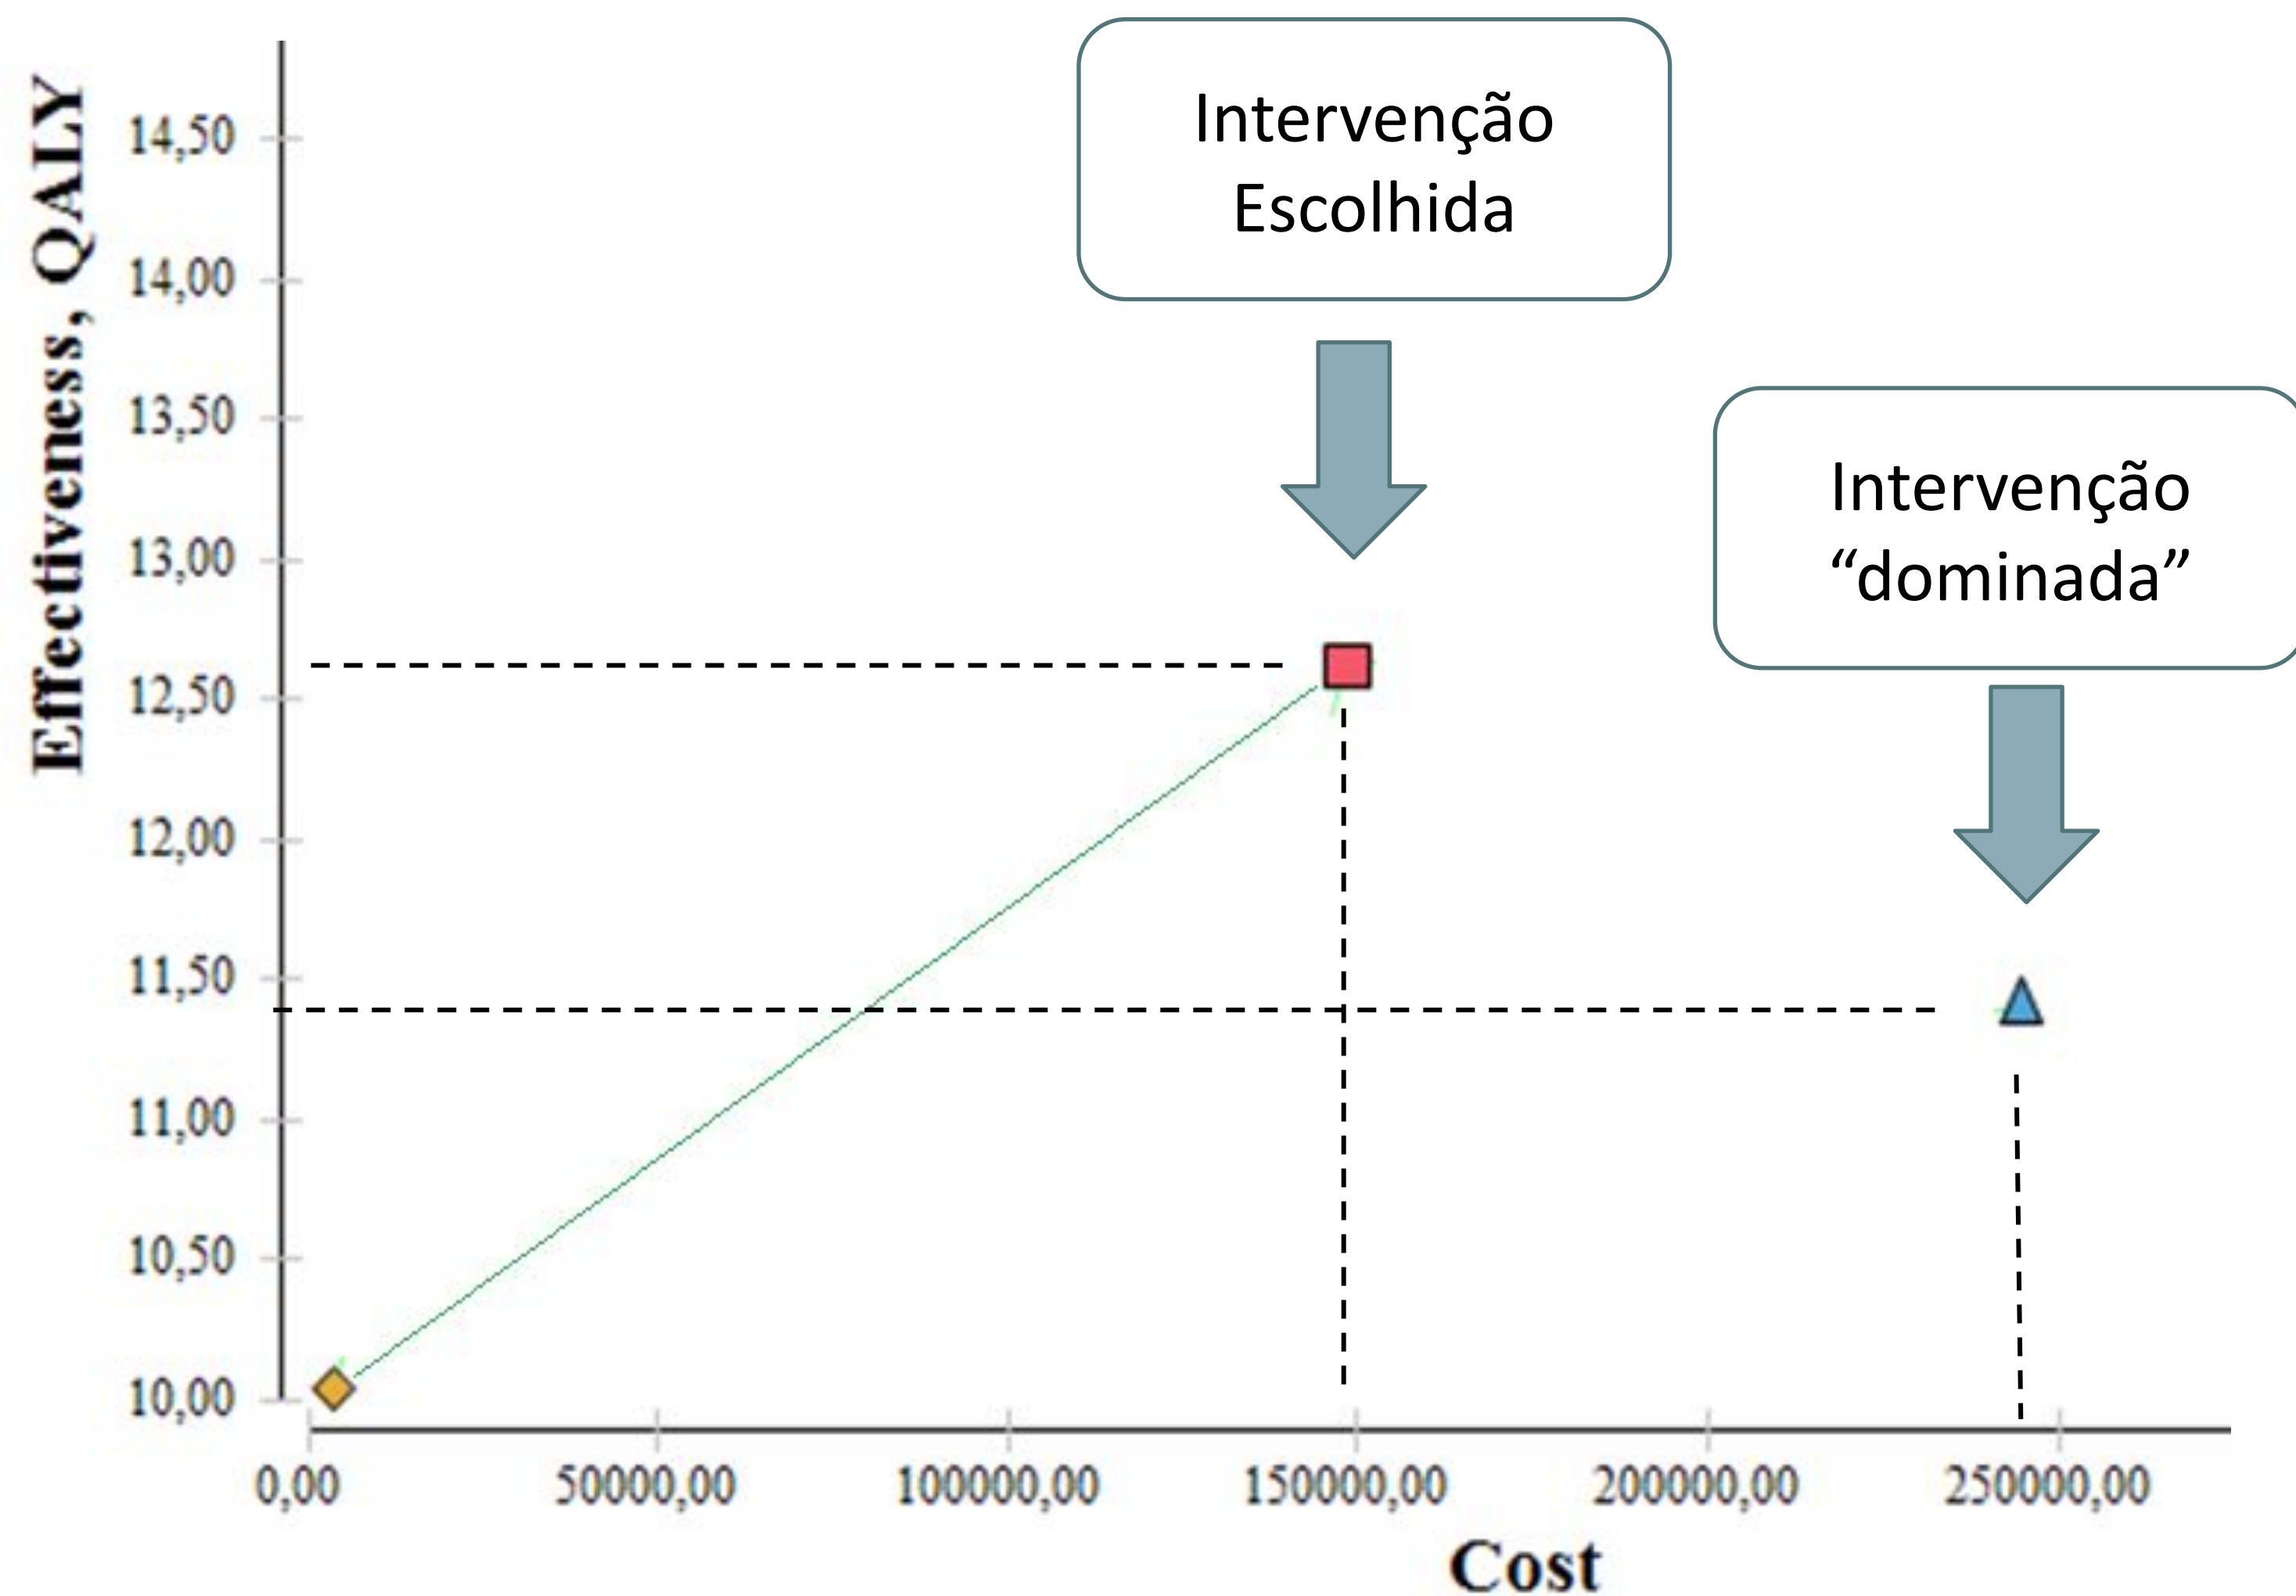 Intervenção
Escolhida
Intervenção
“dominada”
Effectiveness, QALY
14,50
14,00
13,50
13,00
12,50
12,00
11,50
11,00
10,50
10,00
0,00
50000,00
100000,00
150000,00
200000,00
250000,00
Cost